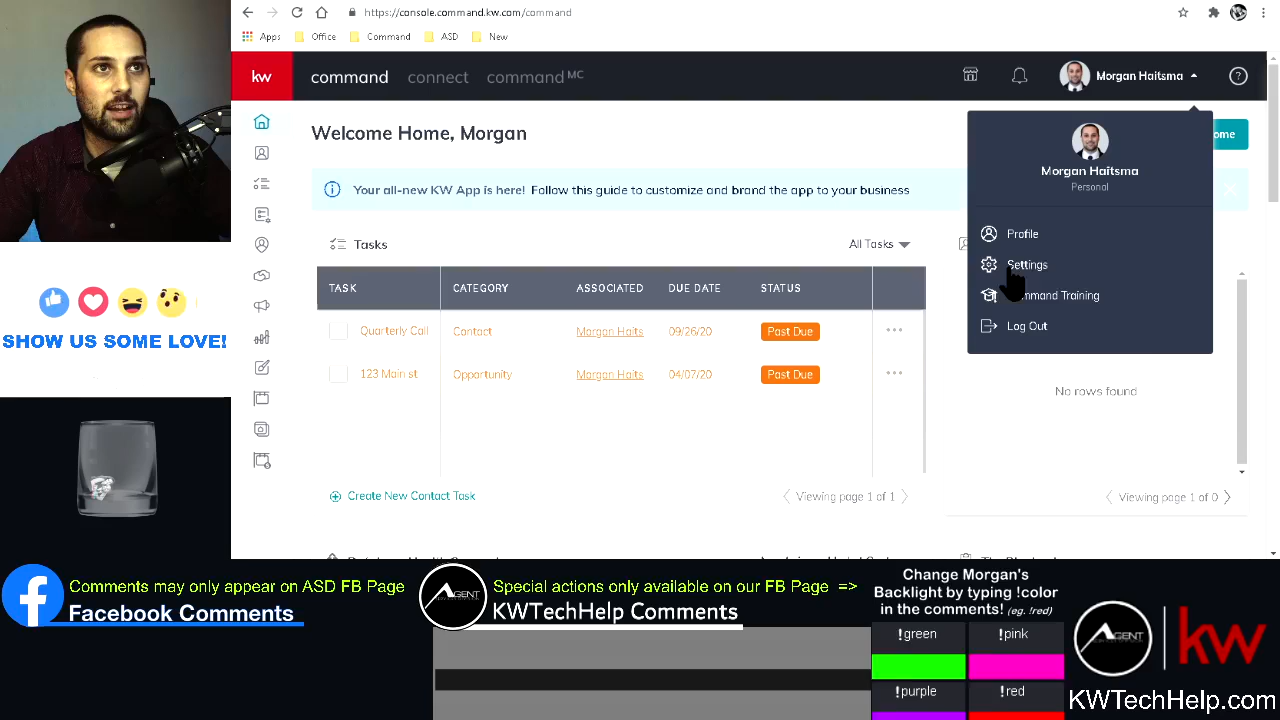 https://console.command.kw.com/command
Apps Office Command ASD New
kw command connect command MC Morgan Haitsma
Welcome Home, Morgan
ome
Your all-new KW App is here! Follow this guide to customize and brand the app to your business
Morgan Haitsma
Personal
Profile
Settings
mmand Training
Log Out
Tasks All Tasks
TASK CATEGORY ASSOCIATED DUE DATE STATUS
Quarterly Call Contact Morgan Haits 09/26/20 Past Due
123 Main st Opportunity Morgan Haits 04/07/20 Past Due
No rows found
Create New Contact Task Viewing page 1 of 1
Viewing page 1 of 0
SHOW US SOME LOVE!
Comments may only appear on ASD FB Page
Facebook Comments
AGENT
Special actions only available on our FB Page =>
KWTechHelp Comments
Change Morgan's
Backlight by typing !color
in the comments! (eg. !red)
!green !pink
!purple !red
AGENT kw
KWTechHelp.com